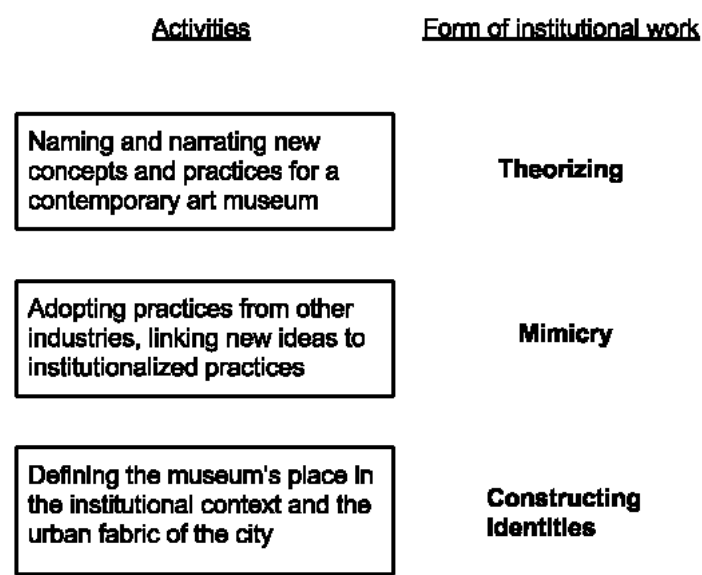 Activities
Form of institutional work
Naming and narrating new
concepts and practices for a
contemporary art museum
Theorizing
Adopting practices from other
industries, linking new ideas to
institutionalized practices
Mimicry
Defining the museum's place in
the institutional context and the
urban fabric of the city
Constructing
Identities